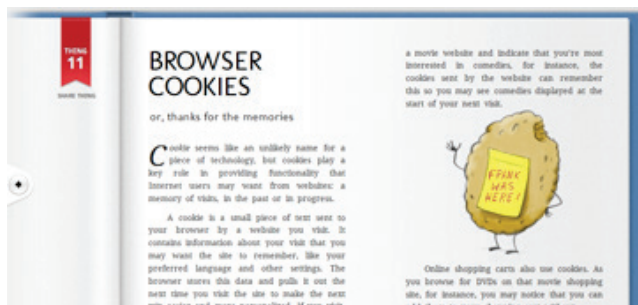 THING
11
SHARE THING
BROWSER
COOKIES
or, thanks for the memories
Cookie seems like an unlikely name for a
piece of technology, but cookies play a
key role in providing functionality that
Internet users may want from websites: a
memory of visits, in the past or in progress.
A cookie is a small piece of text sent to
your browser by a website you visit. It
contains information about your visit that you
may want the site to remember, like your
preferred language and other settings. The
browser stores this data and pulls it out the
next time you visit the site to make the next
a movie website and indicate that you're most
interested in comedies, for instance, the
cookies sent by the website can remember
this so you may see comedies displayed at the
start of your next visit.
FRANK
WAS
HERE!
Online shopping carts also use cookies. As
you browse for DVDs on that movie shopping
site, for instance, you may notice that you can